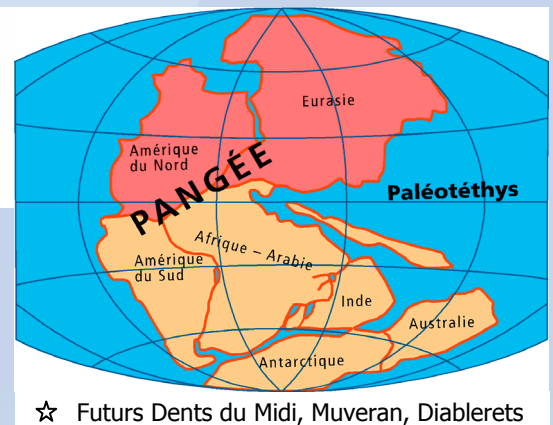 Eurasie
Amérique
du Nord
PANGÉE
Paléotéthys
Afrique – Arabie
Amérique
du Sud
Inde
Australie
Antarctique
☆ Futurs Dents du Midi, Muveran, Diablerets